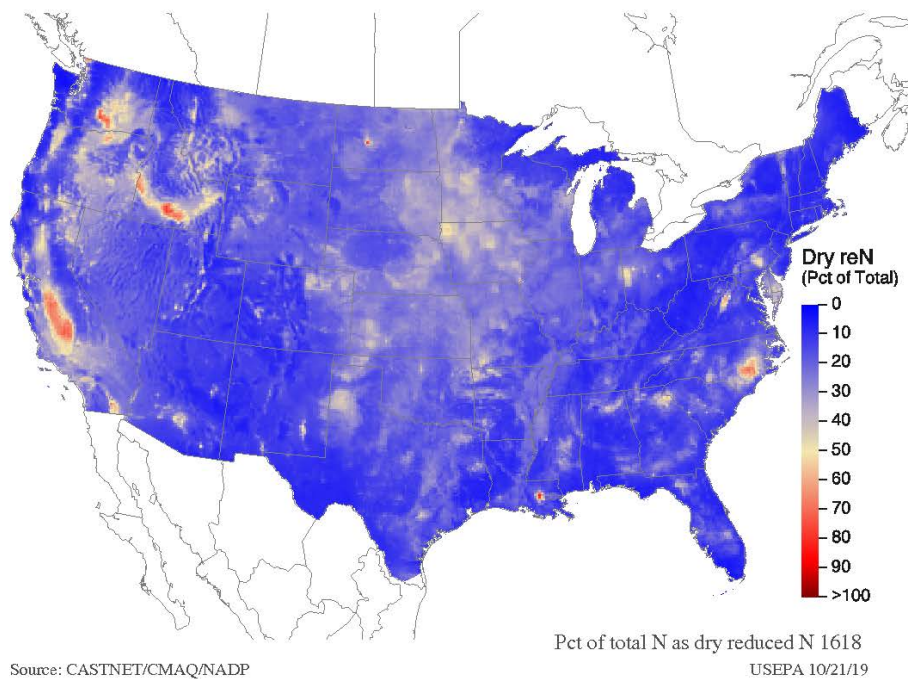 Dry reN
(Pct of Total)
0
10
20
30
40
50
60
70
80
90
>100
Pct of total N as dry reduced N 1618
Source: CASTNET/CMAQ/NADP
USEPA 10/21/19